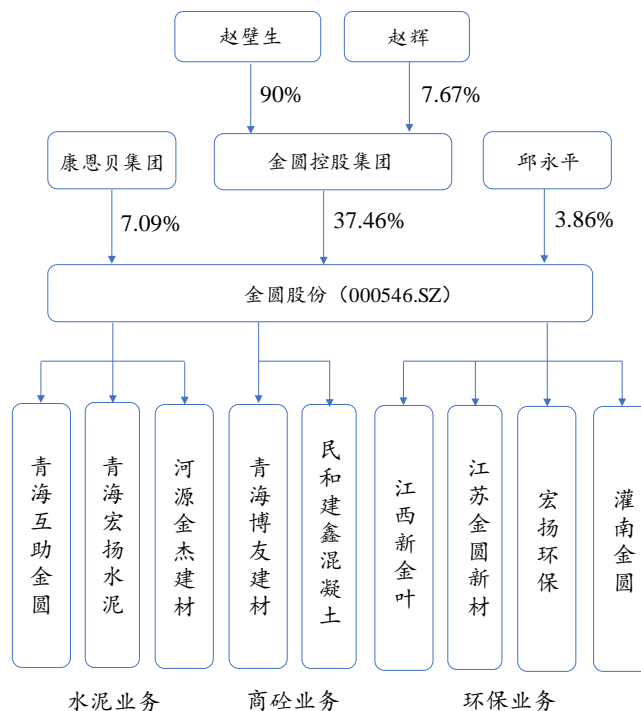 赵璧生
赵辉
90%
7.67%
康恩贝集团
金圆控股集团
邱永平
7.09%
37.46%
3.86%
金圆股份（000546.SZ）
青海互助金圆
青海宏扬水泥
河源金杰建材
青海博友建材
民和建鑫混凝土
江西新金叶
江苏金圆新材
宏扬环保
灌南金圆
水泥业务
商砼业务
环保业务